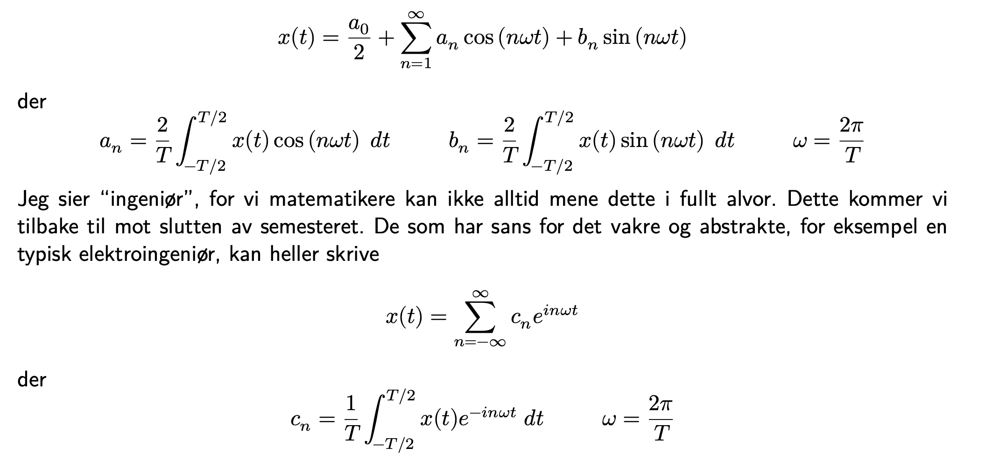 x(t) = \frac{a_0}{2} + \sum_{n=1}^{\infty} a_n \cos(n\omega t) + b_n \sin(n\omega t)
der
a_n = \frac{2}{T} \int_{-T/2}^{T/2} x(t) \cos(n\omega t) \, dt \qquad b_n = \frac{2}{T} \int_{-T/2}^{T/2} x(t) \sin(n\omega t) \, dt \qquad \omega = \frac{2\pi}{T}
Jeg sier “ingeniør”, for vi matematikere kan ikke alltid mene dette i fullt alvor. Dette kommer vi
tilbake til mot slutten av semesteret. De som har sans for det vakre og abstrakte, for eksempel en
typisk elektroingeniør, kan heller skrive
x(t) = \sum_{n=-\infty}^{\infty} c_n e^{in\omega t}
der
c_n = \frac{1}{T} \int_{-T/2}^{T/2} x(t) e^{-in\omega t} \, dt \qquad \omega = \frac{2\pi}{T}